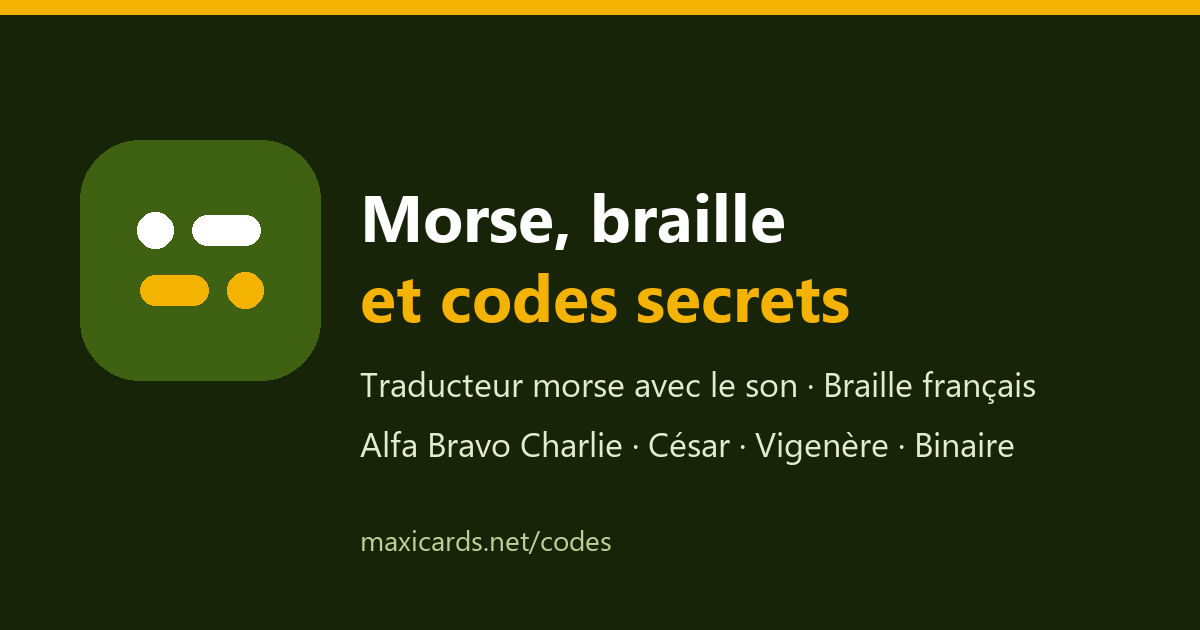 Morse, braille
et codes secrets
Traducteur morse avec le son · Braille français
Alfa Bravo Charlie · César · Vigenère · Binaire
maxicards.net/codes